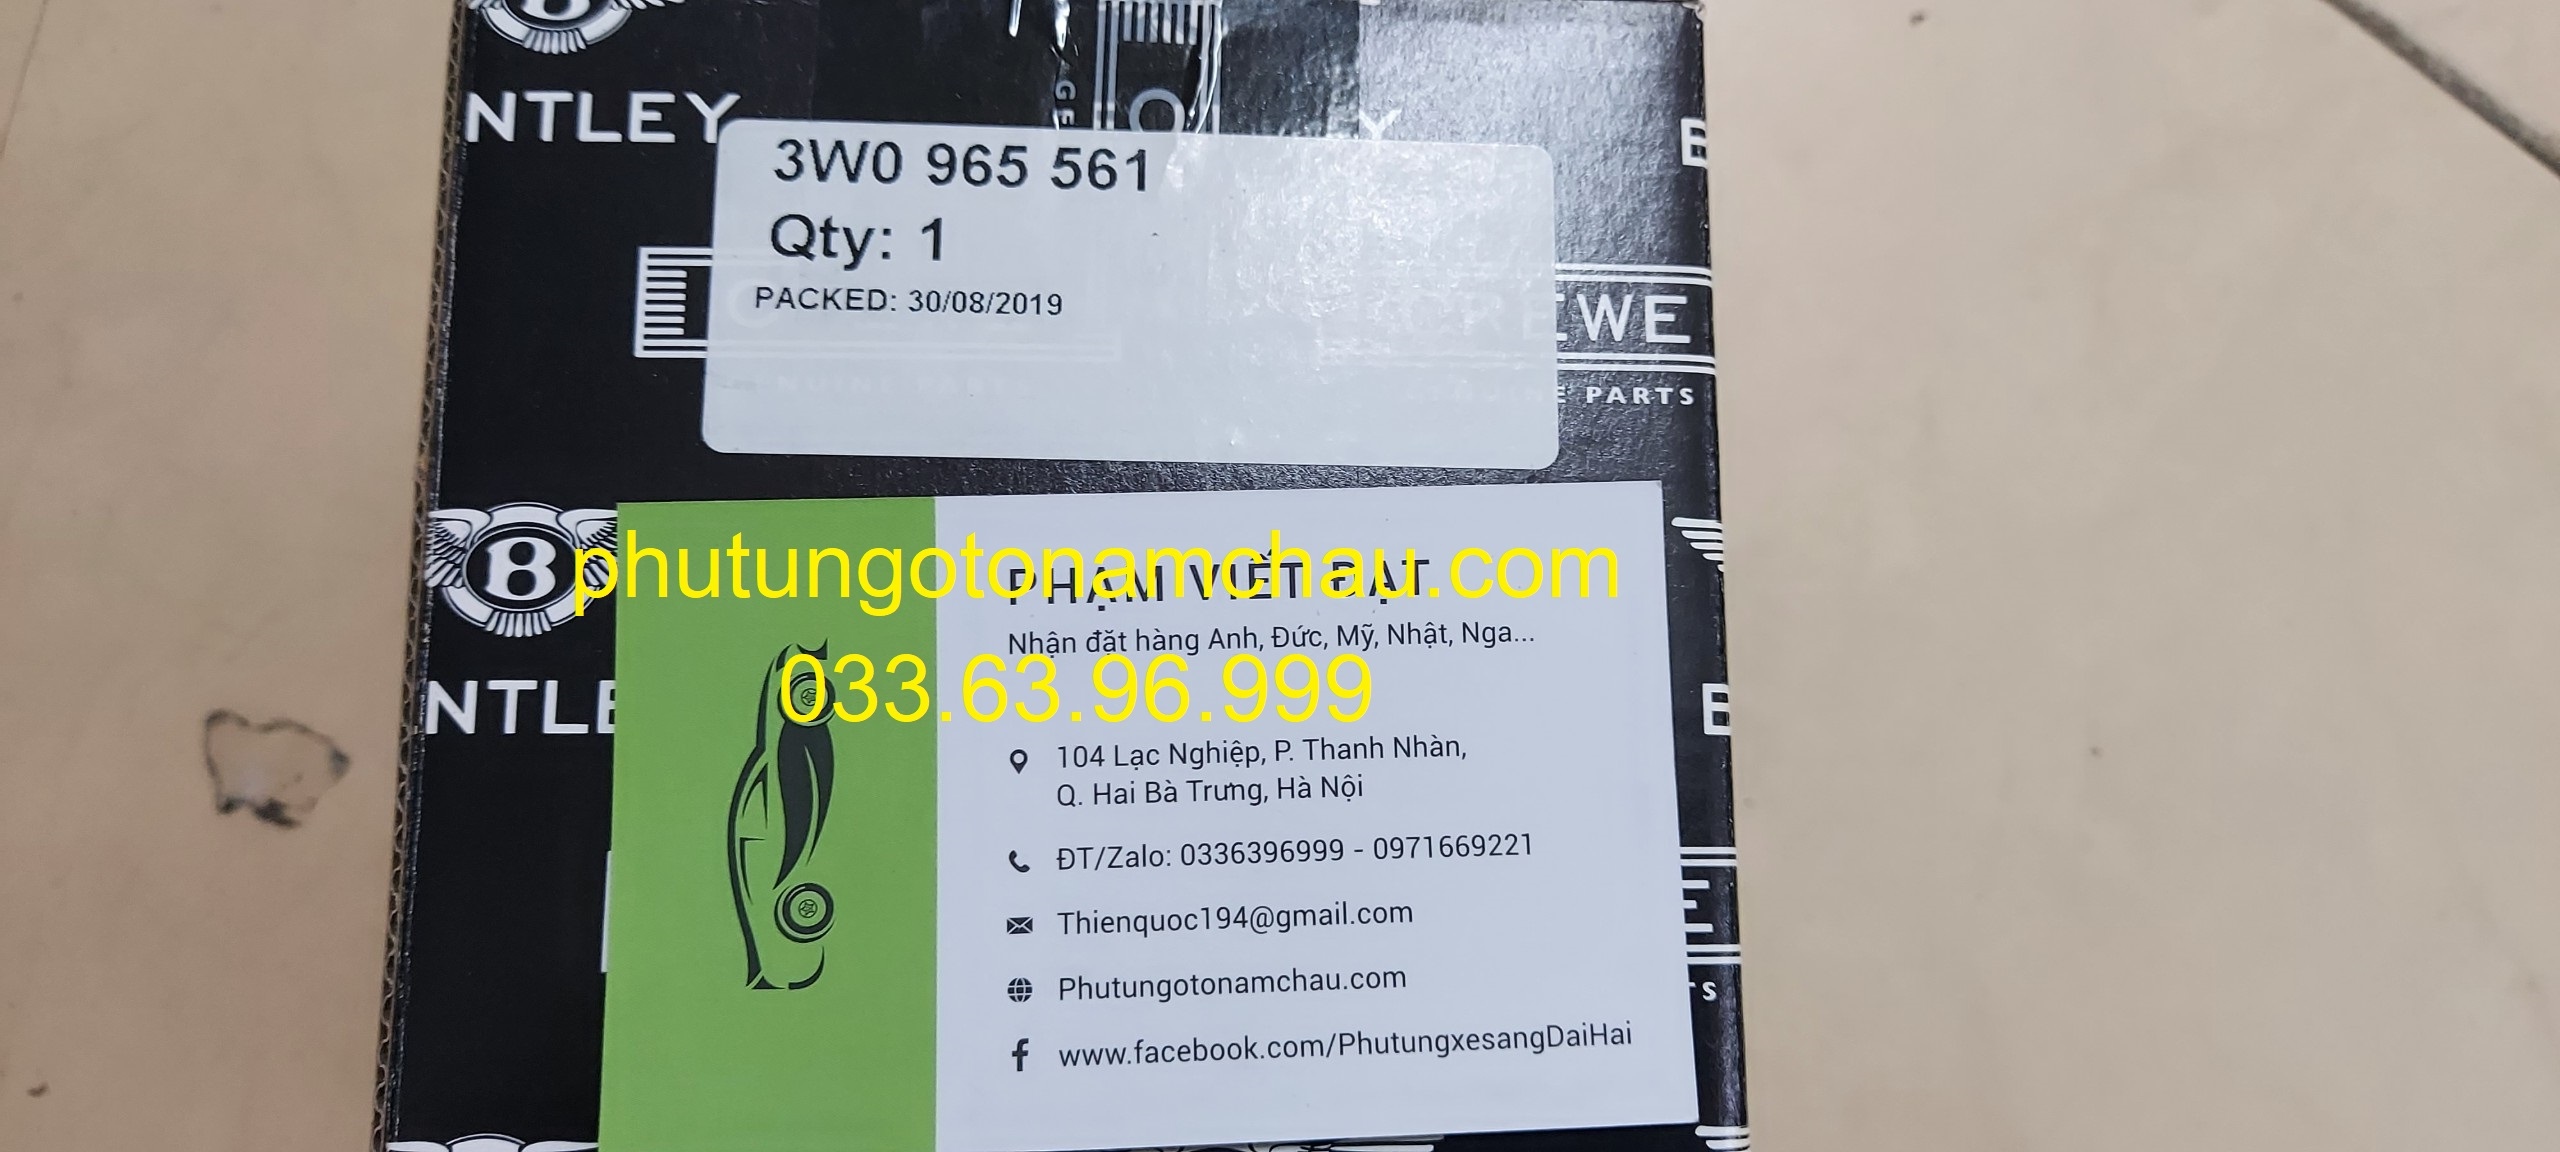 NTLEY
3W0 965 561
Qty: 1
PACKED: 30/08/2019
EWE
PARTS
B
phutungotonamchau.com
PHẠM VIẾT ĐẠT
Nhận đặt hàng Anh, Đức, Mỹ, Nhật, Nga...
033.63.96.999
NTLE
104 Lạc Nghiệp, P. Thanh Nhàn,
Q. Hai Bà Trưng, Hà Nội
ĐT/Zalo: 0336396999 - 0971669221
Thienquoc194@gmail.com
Phutungotonamchau.com
www.facebook.com/PhutungxesangDaiHai